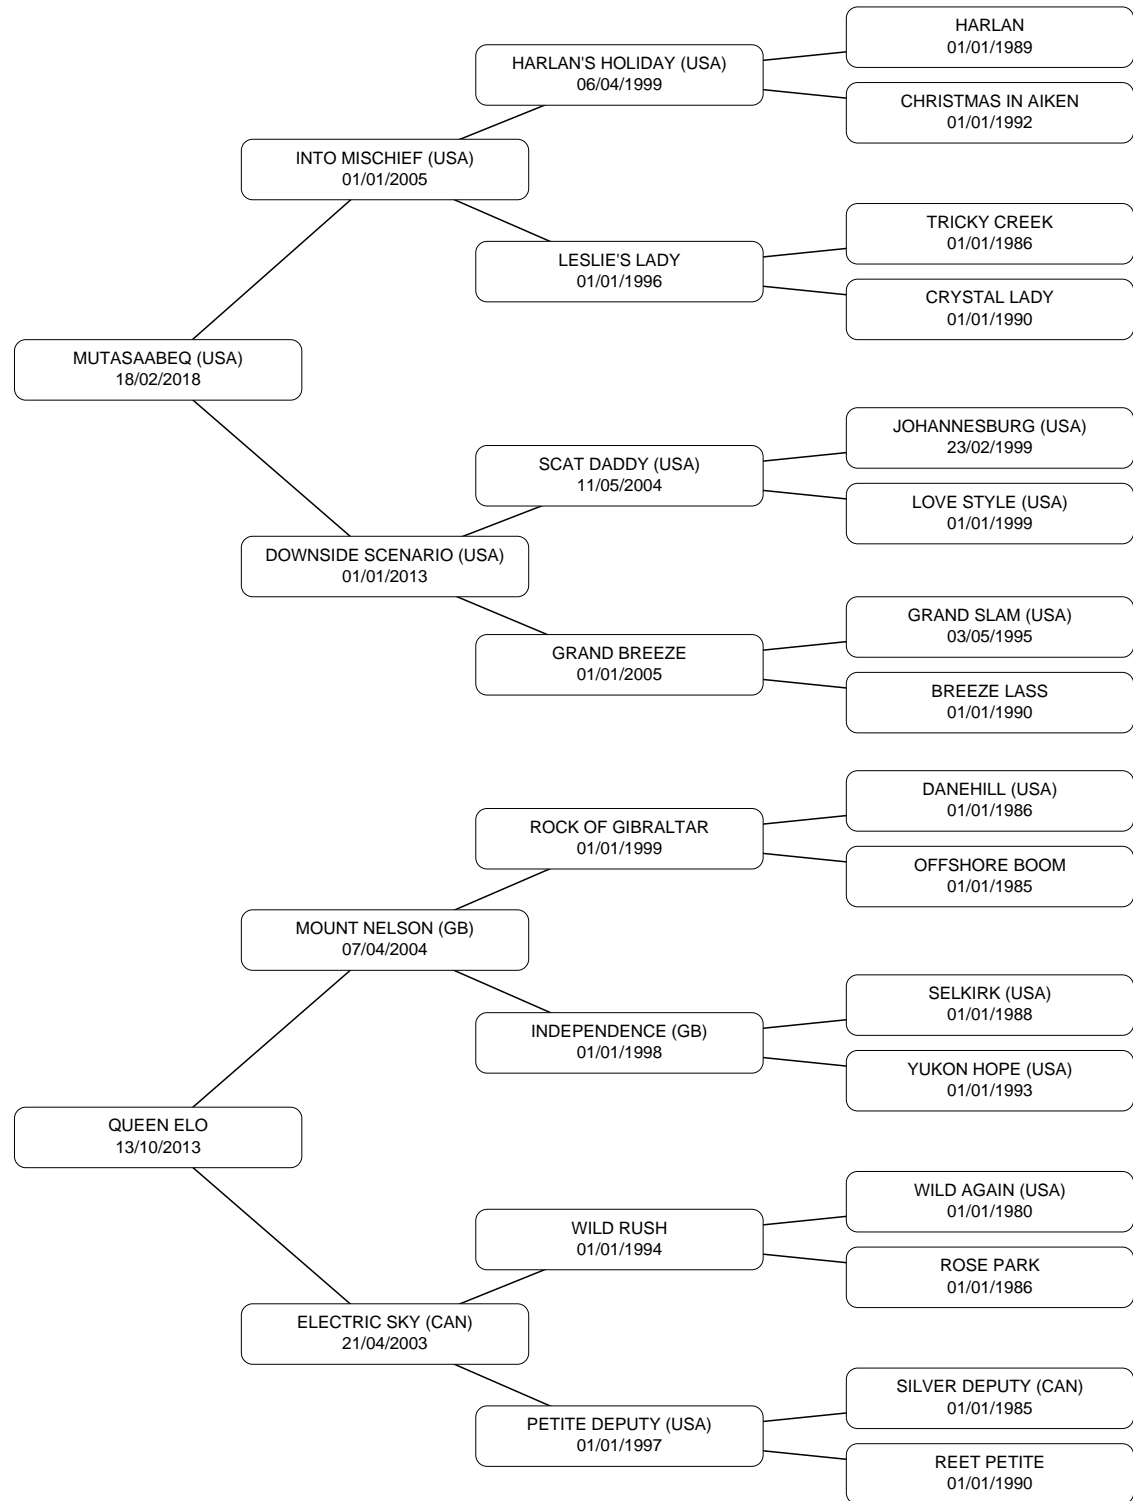 HARLAN
01/01/1989
HARLAN'S HOLIDAY (USA)
06/04/1999
CHRISTMAS IN AIKEN
01/01/1992
INTO MISCHIEF (USA)
01/01/2005
TRICKY CREEK
01/01/1986
LESLIE'S LADY
01/01/1996
CRYSTAL LADY
01/01/1990
MUTASAABEQ (USA)
18/02/2018
JOHANNESBURG (USA)
23/02/1999
SCAT DADDY (USA)
11/05/2004
LOVE STYLE (USA)
01/01/1999
DOWNSIDE SCENARIO (USA)
01/01/2013
GRAND SLAM (USA)
03/05/1995
GRAND BREEZE
01/01/2005
BREEZE LASS
01/01/1990
DANEHILL (USA)
01/01/1986
ROCK OF GIBRALTAR
01/01/1999
OFFSHORE BOOM
01/01/1985
MOUNT NELSON (GB)
07/04/2004
SELKIRK (USA)
01/01/1988
INDEPENDENCE (GB)
01/01/1998
YUKON HOPE (USA)
01/01/1993
QUEEN ELO
13/10/2013
WILD AGAIN (USA)
01/01/1980
WILD RUSH
01/01/1994
ROSE PARK
01/01/1986
ELECTRIC SKY (CAN)
21/04/2003
SILVER DEPUTY (CAN)
01/01/1985
PETITE DEPUTY (USA)
01/01/1997
REET PETITE
01/01/1990